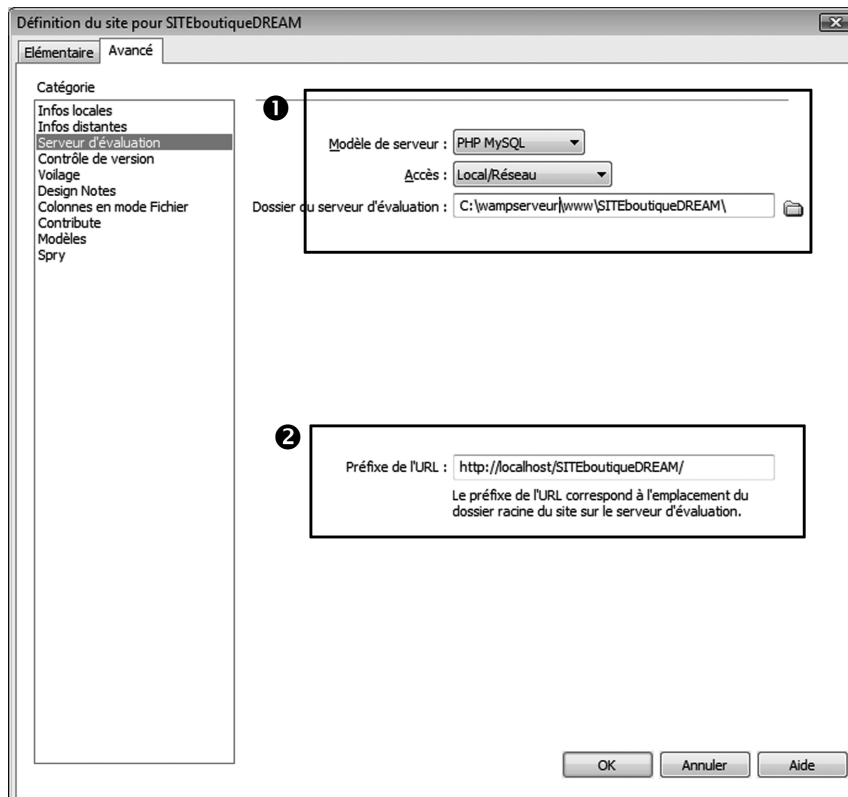 Définition du site pour SITEboutiqueDREAM
Elémentaire
Avancé
Catégorie
Infos locales
Infos distantes
Serveur d'évaluation
Contrôle de version
Voilage
Design Notes
Colonnes en mode Fichier
Contribute
Modèles
Spry
❶
Modèle de serveur : PHP MySQL
Accès : Local/Réseau
Dossier du serveur d'évaluation : C:\wampserveur\www\SITEboutiqueDREAM\
❷
Préfixe de l'URL : http://localhost/SITEboutiqueDREAM/
Le préfixe de l'URL correspond à l'emplacement du
dossier racine du site sur le serveur d'évaluation.
OK
Annuler
Aide